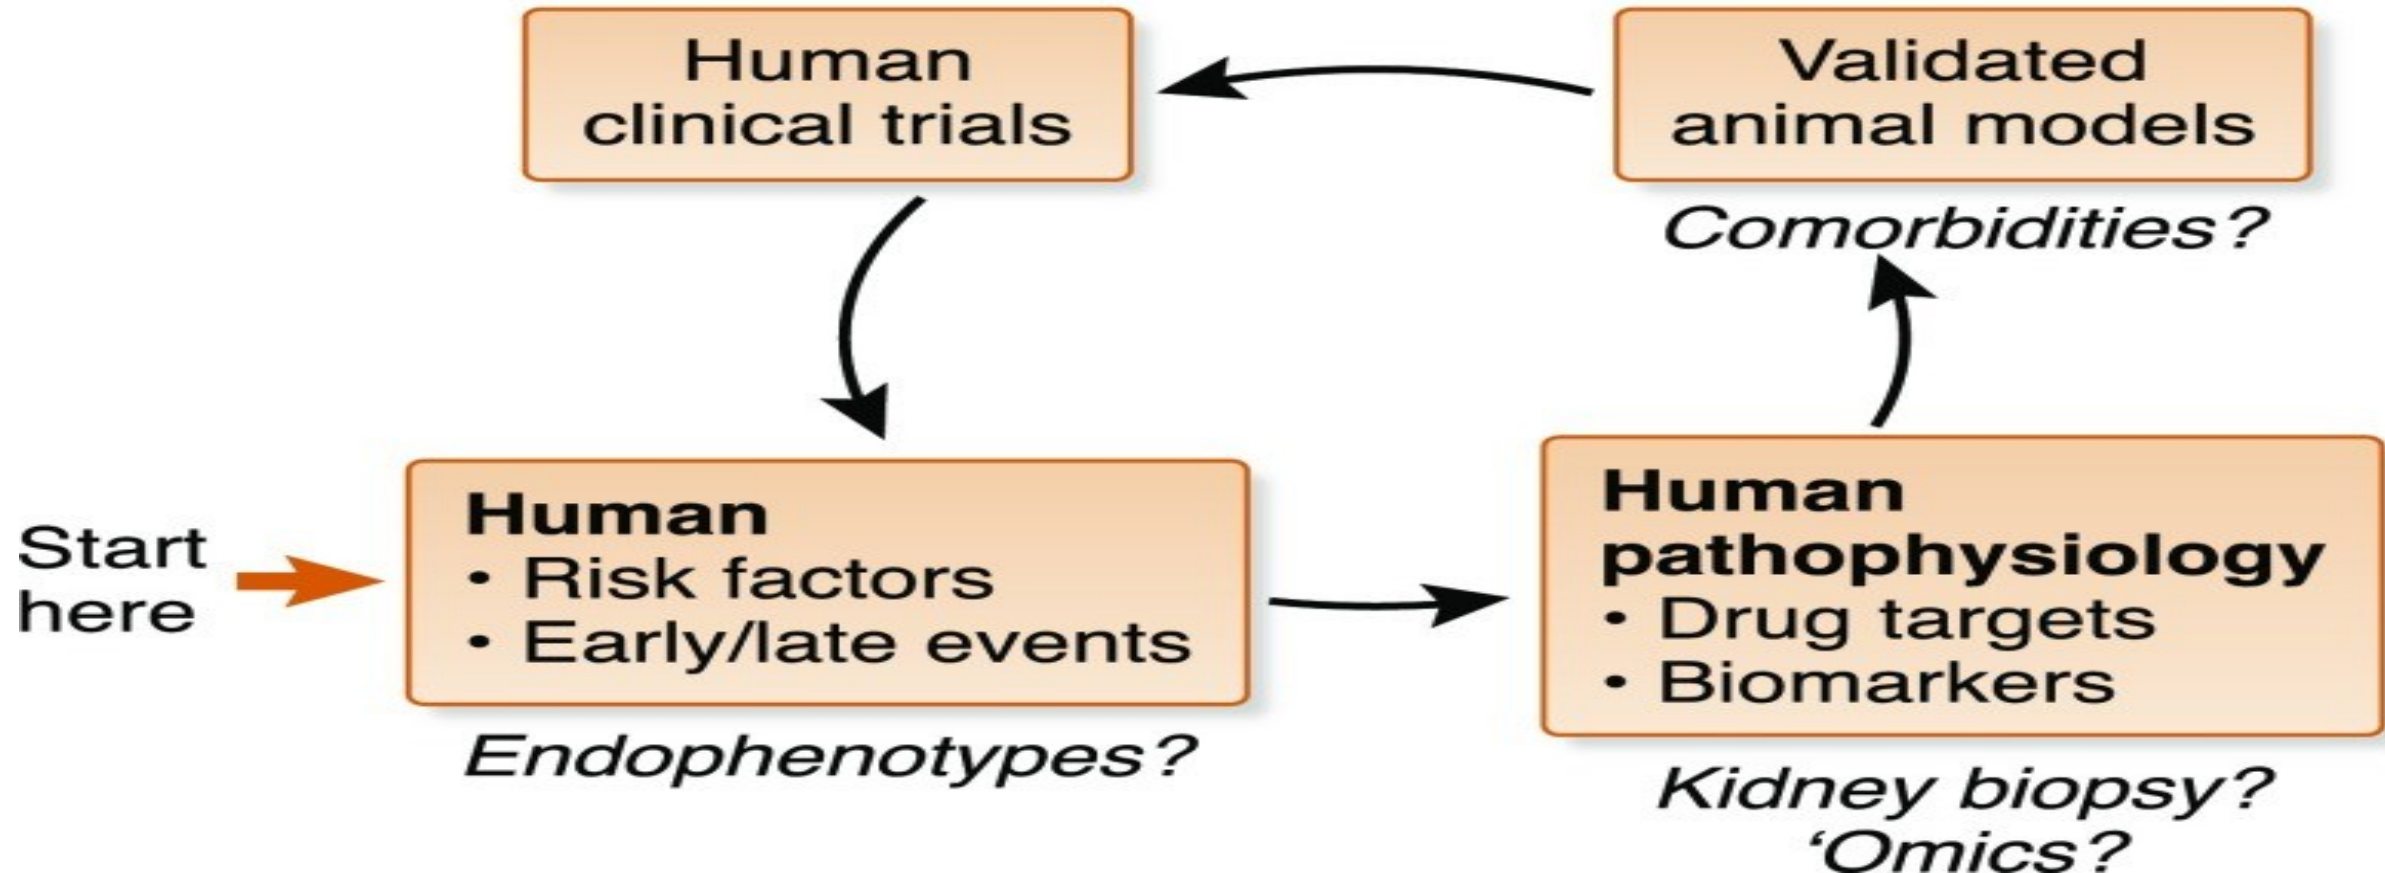 Human
clinical trials
Validated
animal models
Comorbidities?
Start
here
Human
• Risk factors
• Early/late events
Endophenotypes?
Human
pathophysiology
• Drug targets
• Biomarkers
Kidney biopsy?
‘Omics?